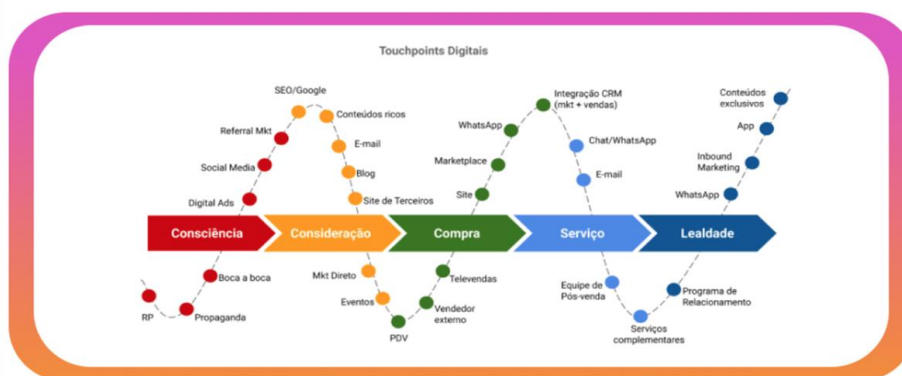 Touchpoints Digitais
SEO/Google
Conteúdos ricos
Referral Mkt
E-mail
Social Media
Blog
Digital Ads
Site de Terceiros
Integração CRM
(mkt + vendas)
WhatsApp
Chat/WhatsApp
Marketplace
E-mail
Site
Conteúdos
exclusivos
App
Inbound
Marketing
WhatsApp
Consciência
Consideração
Compra
Serviço
Lealdade
RP
Propaganda
Boca a boca
Mkt Direto
Eventos
PDV
Vendedor
externo
Televendas
Equipe de
Pós-venda
Serviços
complementares
Programa de
Relacionamento